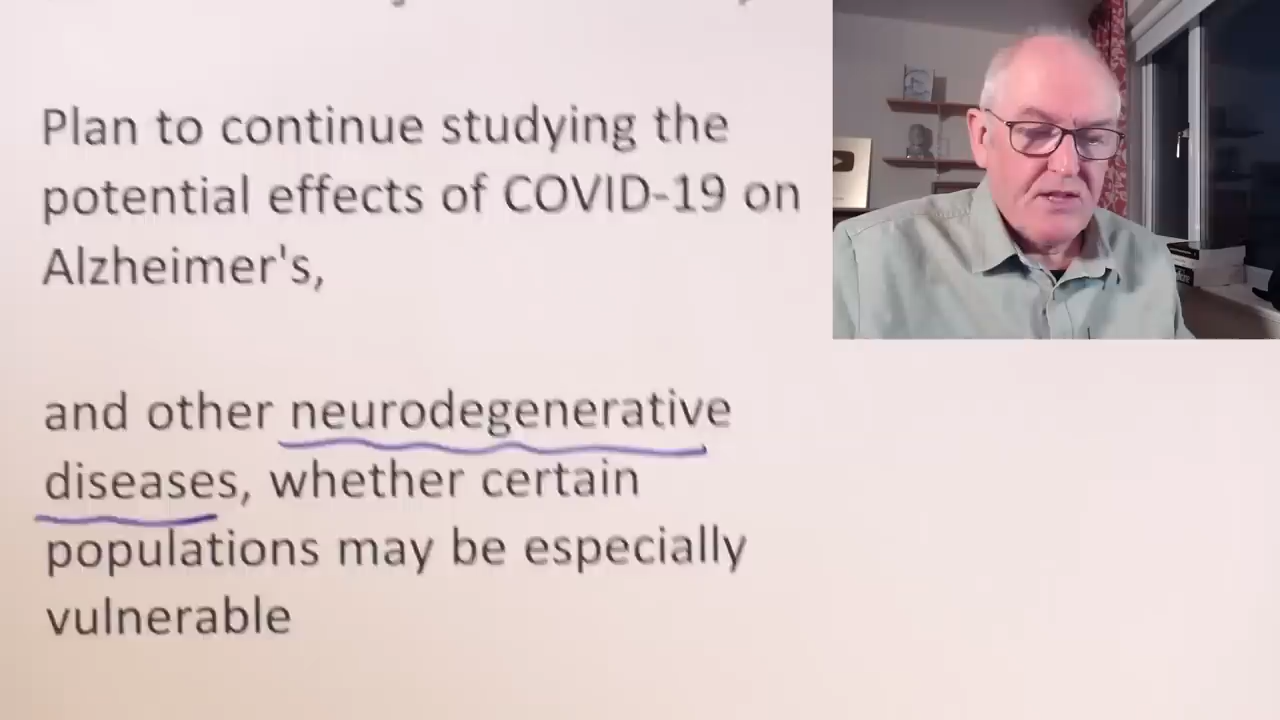 Plan to continue studying the
potential effects of COVID-19 on
Alzheimer's,
and other neurodegenerative
diseases, whether certain
populations may be especially
vulnerable